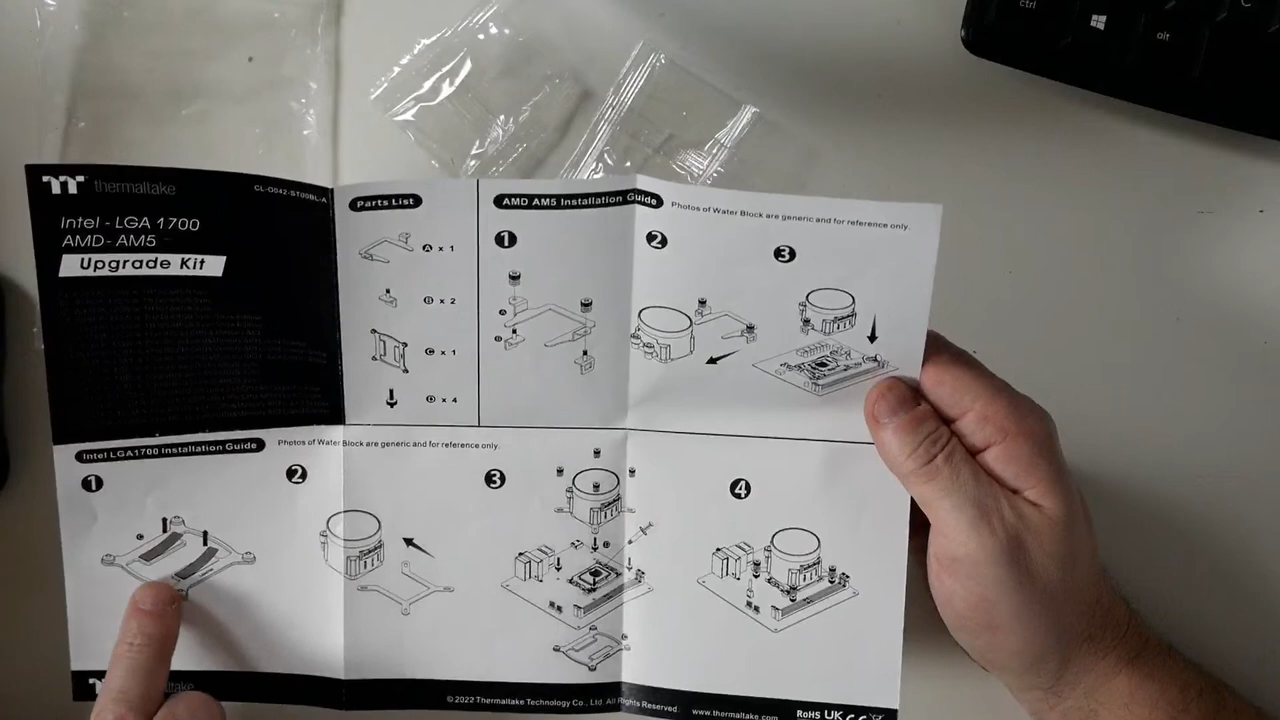 thermaltake
CL-O042-ST00BL-A
Intel - LGA 1700
AMD- AM5
Upgrade Kit
Parts List
A x 1
B x 2
C x 1
D x 4
AMD AM5 Installation Guide
Photos of Water Block are generic and for reference only.
1
2
3
A
B
Intel LGA1700 Installation Guide
Photos of Water Block are generic and for reference only.
1
2
3
4
C
D
© 2022 Thermaltake Technology Co., Ltd. All Rights Reserved.
www.thermaltake.com
RoHS UK CE
ctrl
alt